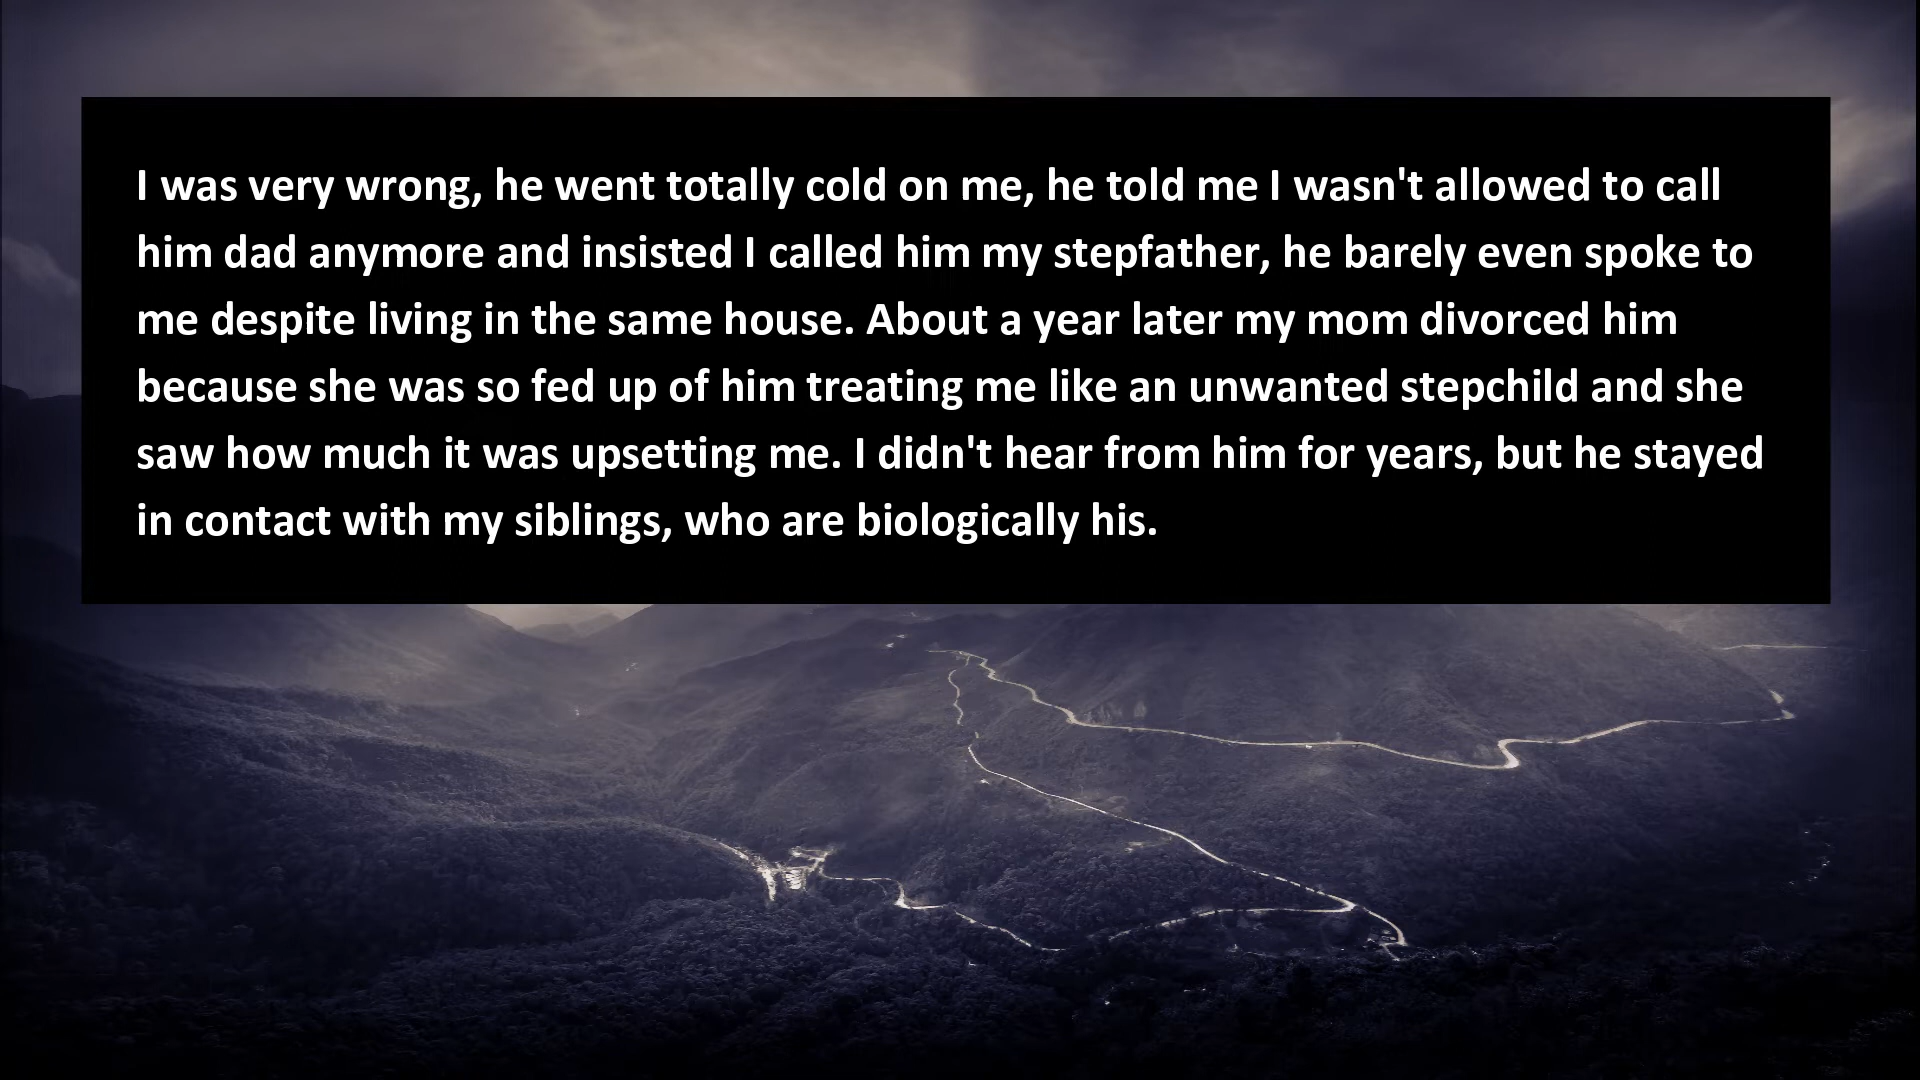 I was very wrong, he went totally cold on me, he told me I wasn't allowed to call
him dad anymore and insisted I called him my stepfather, he barely even spoke to
me despite living in the same house. About a year later my mom divorced him
because she was so fed up of him treating me like an unwanted stepchild and she
saw how much it was upsetting me. I didn't hear from him for years, but he stayed
in contact with my siblings, who are biologically his.